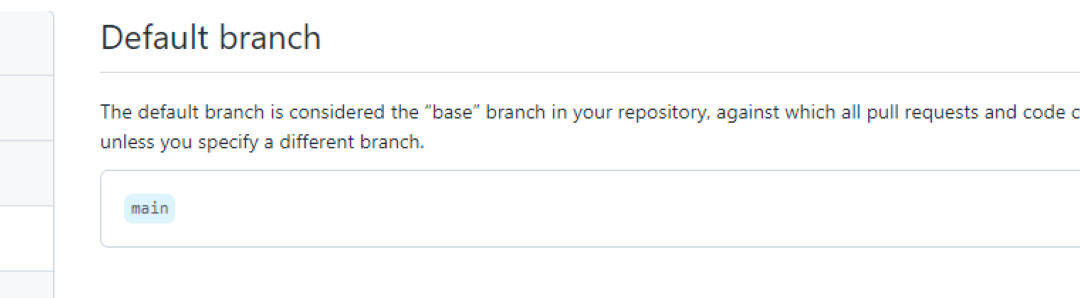 Default branch
The default branch is considered the “base” branch in your repository, against which all pull requests and code c
unless you specify a different branch.
main